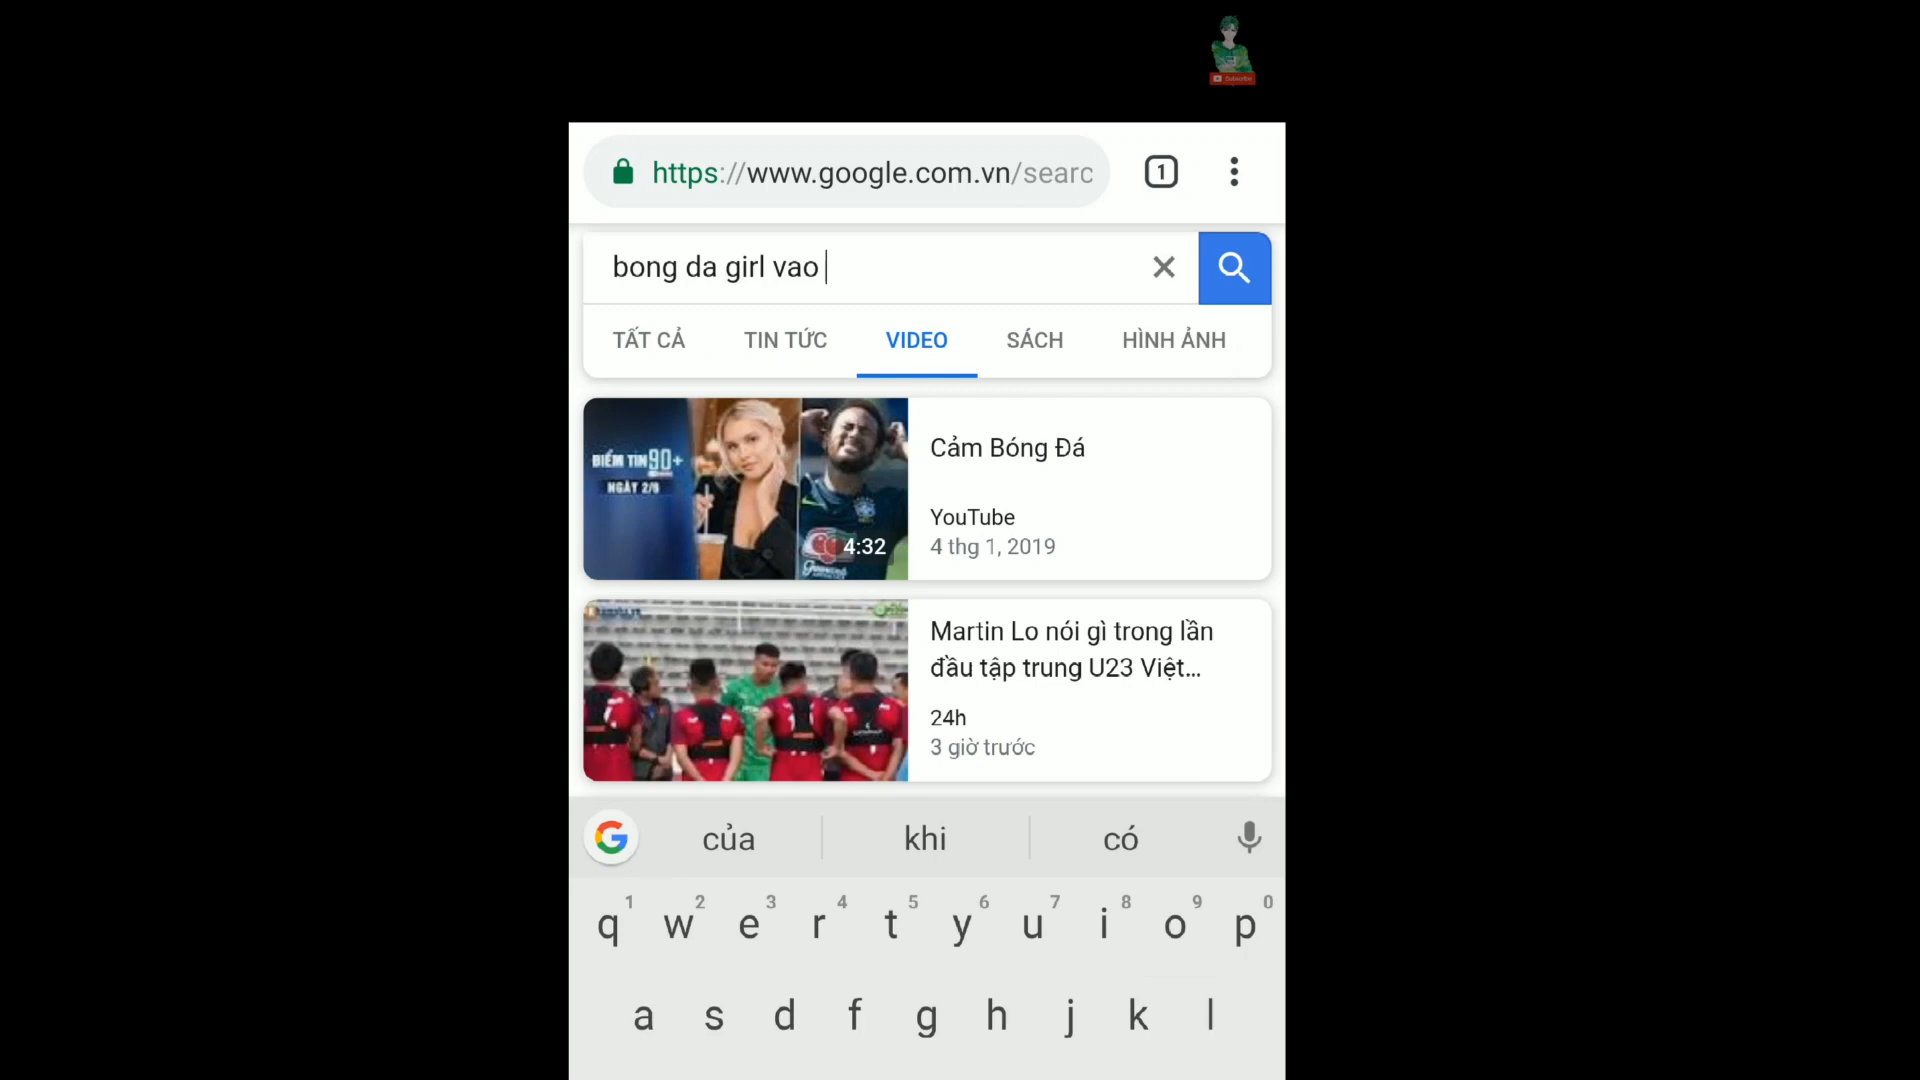 Subscribe
https://www.google.com.vn/searc
1
bong da girl vao
TẤT CẢ TIN TỨC VIDEO SÁCH HÌNH ẢNH
ĐIỂM TIN 90+
NGÀY 2/6
4:32
Cảm Bóng Đá
YouTube
4 thg 1, 2019
Martin Lo nói gì trong lần
đầu tập trung U23 Việt...
24h
3 giờ trước
của khi có
1 2 3 4 5 6 7 8 9 0
q w e r t y u i o p
a s d f g h j k l